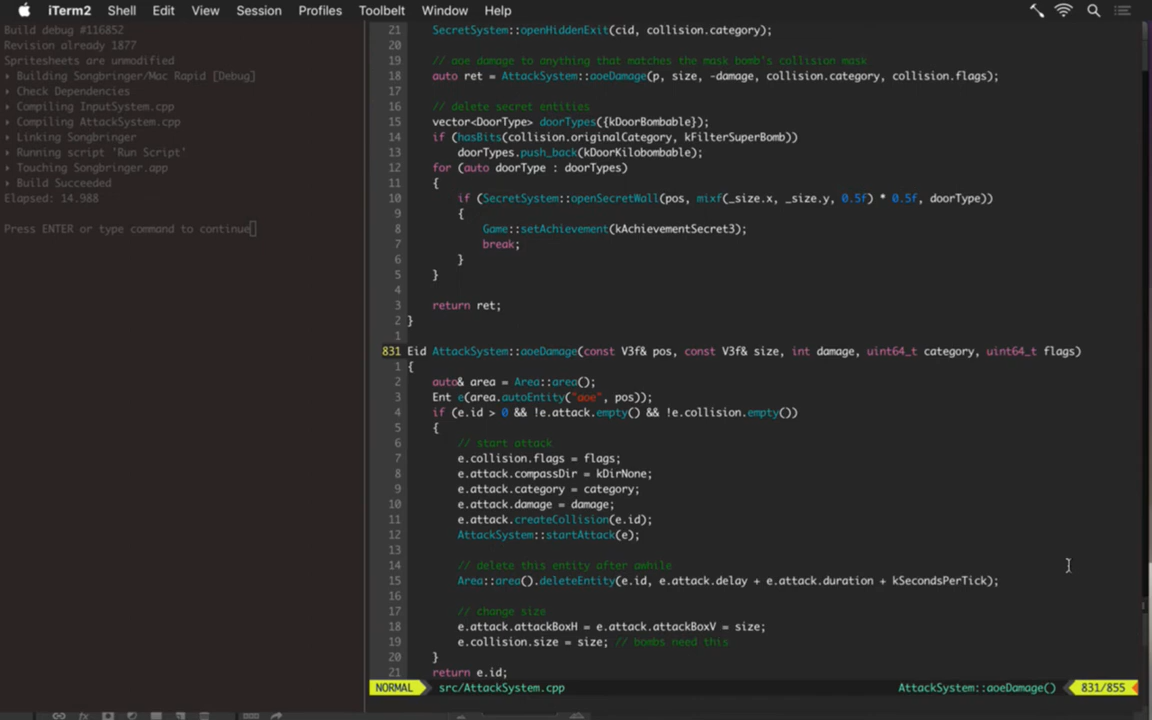 iTerm2 Shell Edit View Session Profiles Toolbelt Window Help
Build debug #116852
Revision already 1877
Spritesheets are unmodified
▸ Building Songbringer/Mac Rapid [Debug]
▸ Check Dependencies
▸ Compiling InputSystem.cpp
▸ Compiling AttackSystem.cpp
▸ Linking Songbringer
▸ Running script 'Run Script'
▸ Touching Songbringer.app
▸ Build Succeeded
Elapsed: 14.988
Press ENTER or type command to continue
21 SecretSystem::openHiddenExit(cid, collision.category);
20
19 // aoe damage to anything that matches the mask bomb's collision mask
18 auto ret = AttackSystem::aoeDamage(p, size, -damage, collision.category, collision.flags);
17
16 // delete secret entities
15 vector<DoorType> doorTypes({kDoorBombable});
14 if (hasBits(collision.originalCategory, kFilterSuperBomb))
13 doorTypes.push_back(kDoorKilobombable);
12 for (auto doorType : doorTypes)
11 {
10 if (SecretSystem::openSecretWall(pos, mixf(_size.x, _size.y, 0.5f) * 0.5f, doorType))
9 {
8 Game::setAchievement(kAchievementSecret3);
7 break;
6 }
5 }
4
3 return ret;
2 }
1
831 Eid AttackSystem::aoeDamage(const V3f& pos, const V3f& size, int damage, uint64_t category, uint64_t flags)
1 {
2 auto& area = Area::area();
3 Ent e(area.autoEntity("aoe", pos));
4 if (e.id > 0 && !e.attack.empty() && !e.collision.empty())
5 {
6 // start attack
7 e.collision.flags = flags;
8 e.attack.compassDir = kDirNone;
9 e.attack.category = category;
10 e.attack.damage = damage;
11 e.attack.createCollision(e.id);
12 AttackSystem::startAttack(e);
13
14 // delete this entity after awhile
15 Area::area().deleteEntity(e.id, e.attack.delay + e.attack.duration + kSecondsPerTick);
16
17 // change size
18 e.attack.attackBoxH = e.attack.attackBoxV = size;
19 e.collision.size = size; // bombs need this
20 }
21 return e.id;
NORMAL src/AttackSystem.cpp AttackSystem::aoeDamage() 831/855